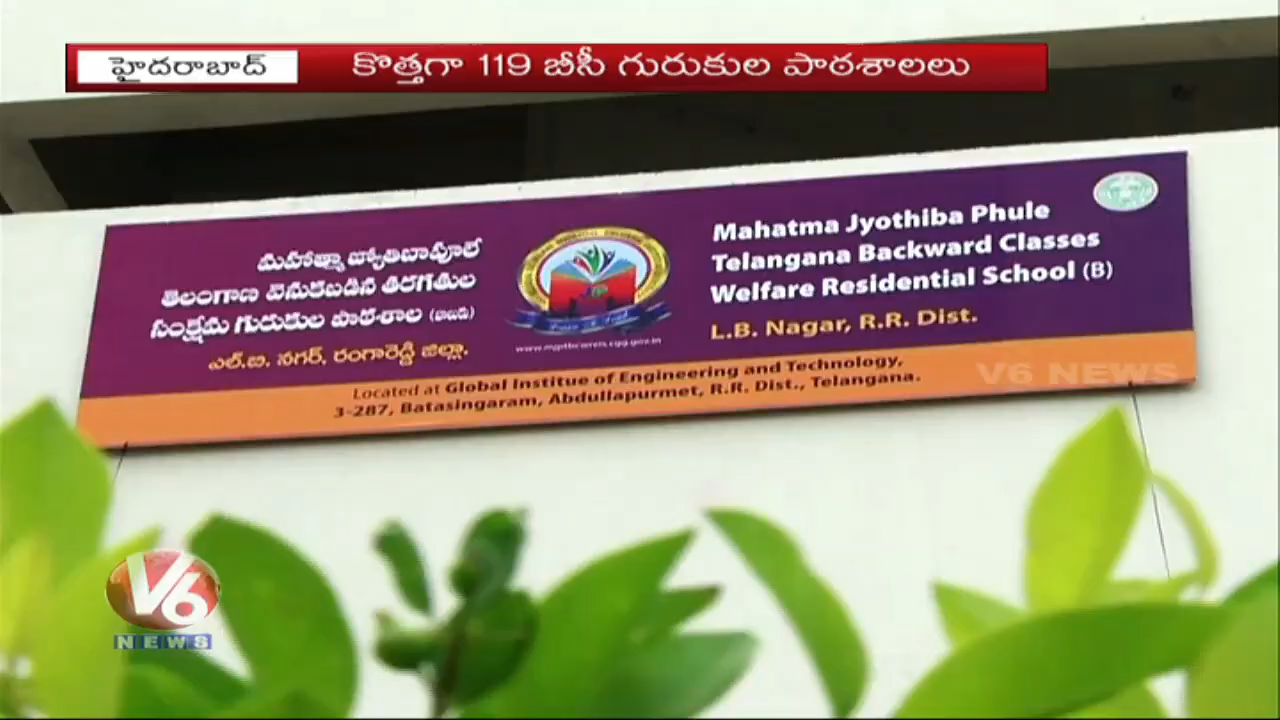 హైదరాబాద్
కొత్తగా 119 బీసీ గురుకుల పాఠశాలలు
మహాత్మా జ్యోతిబాపూలే
తెలంగాణ వెనుకబడిన తరగతుల
సంక్షేమ గురుకుల పాఠశాల (బాలురు)
ఎల్.బి. నగర్, రంగారెడ్డి జిల్లా.
Mahatma Jyothiba Phule
Telangana Backward Classes
Welfare Residential School (B)
L.B. Nagar, R.R. Dist.
Located at Global Institue of Engineering and Technology,
3-287, Batasingaram, Abdullapurmet, R.R. Dist., Telangana.
V6 NEWS
V6
NEWS